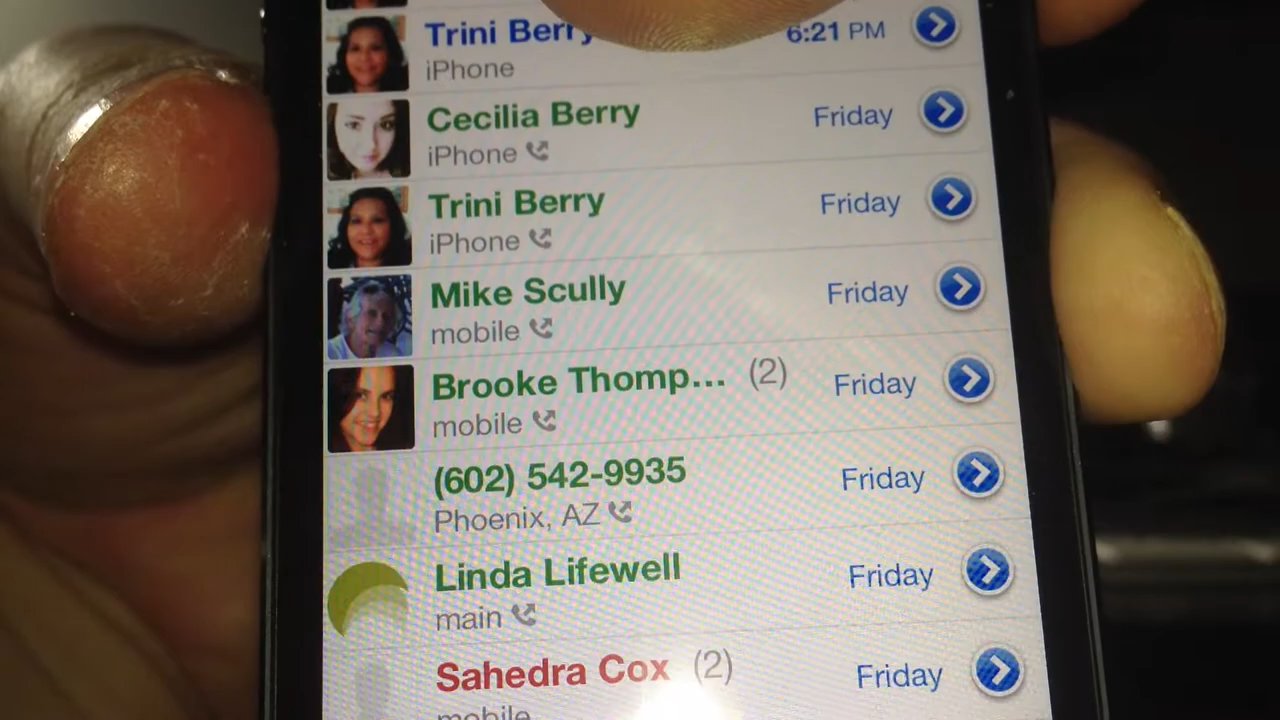 Trini Berry 6:21 PM
iPhone
Cecilia Berry Friday
iPhone
Trini Berry Friday
iPhone
Mike Scully Friday
mobile
Brooke Thomp... (2) Friday
mobile
(602) 542-9935 Friday
Phoenix, AZ
Linda Lifewell Friday
main
Sahedra Cox (2) Friday
mobile